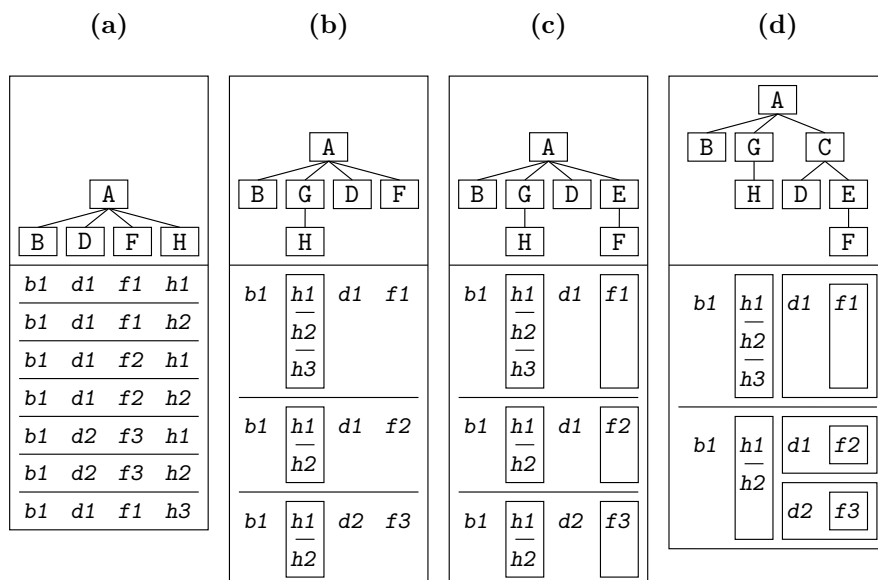 (a) (b) (c) (d)
A
B D F H
b1 d1 f1 h1
b1 d1 f1 h2
b1 d1 f2 h1
b1 d1 f2 h2
b1 d2 f3 h1
b1 d2 f3 h2
b1 d1 f1 h3
A
B G D F
H
b1 h1 d1 f1
h2
h3
b1 h1 d1 f2
h2
b1 h1 d2 f3
h2
A
B G D E
H F
b1 h1 d1 f1
h2
h3
b1 h1 d1 f2
h2
b1 h1 d2 f3
h2
A
B G C
H D E
F
b1 h1 d1 f1
h2
h3
b1 h1 d1 f2
h2
d2 f3